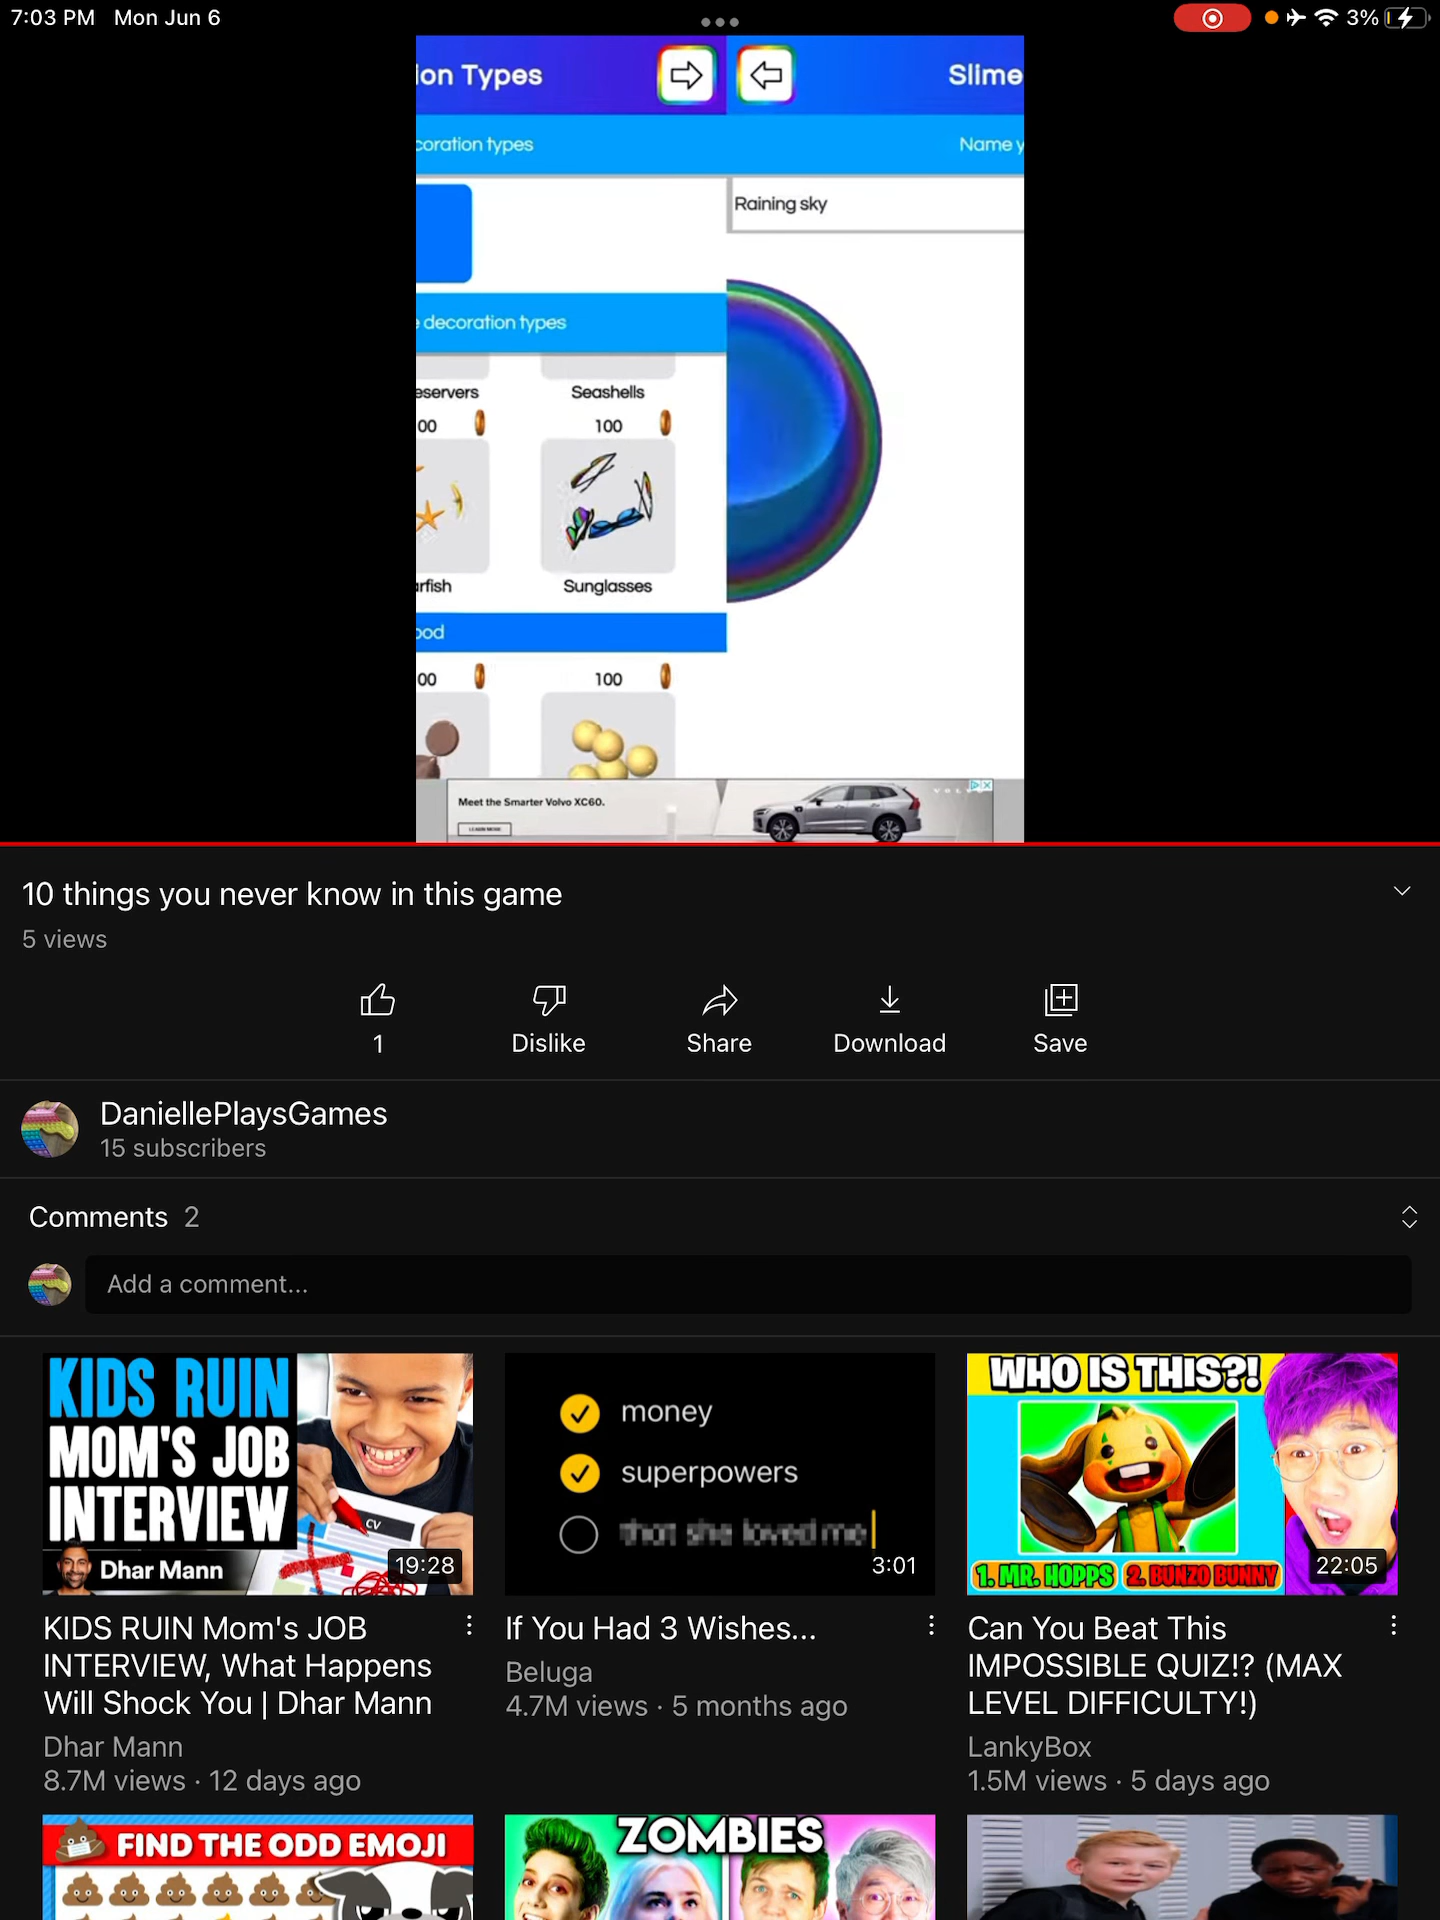 7:03 PM Mon Jun 6
3%
ion Types
Slime
coration types
Name y
Raining sky
e decoration types
eservers
Seashells
00
100
arfish
Sunglasses
ood
00
100
Meet the Smarter Volvo XC60.
LEARN MORE
VOLV
10 things you never know in this game
5 views
1
Dislike
Share
Download
Save
DaniellePlaysGames
15 subscribers
Comments 2
Add a comment...
KIDS RUIN
MOM'S JOB
INTERVIEW
CV
Dhar Mann
19:28
money
superpowers
that she loved me
3:01
WHO IS THIS?!
1. MR. HOPPS
2. BUNZO BUNNY
22:05
KIDS RUIN Mom's JOB
INTERVIEW, What Happens
Will Shock You | Dhar Mann
Dhar Mann
8.7M views · 12 days ago
If You Had 3 Wishes...
Beluga
4.7M views · 5 months ago
Can You Beat This
IMPOSSIBLE QUIZ!? (MAX
LEVEL DIFFICULTY!)
LankyBox
1.5M views · 5 days ago
FIND THE ODD EMOJI
ZOMBIES